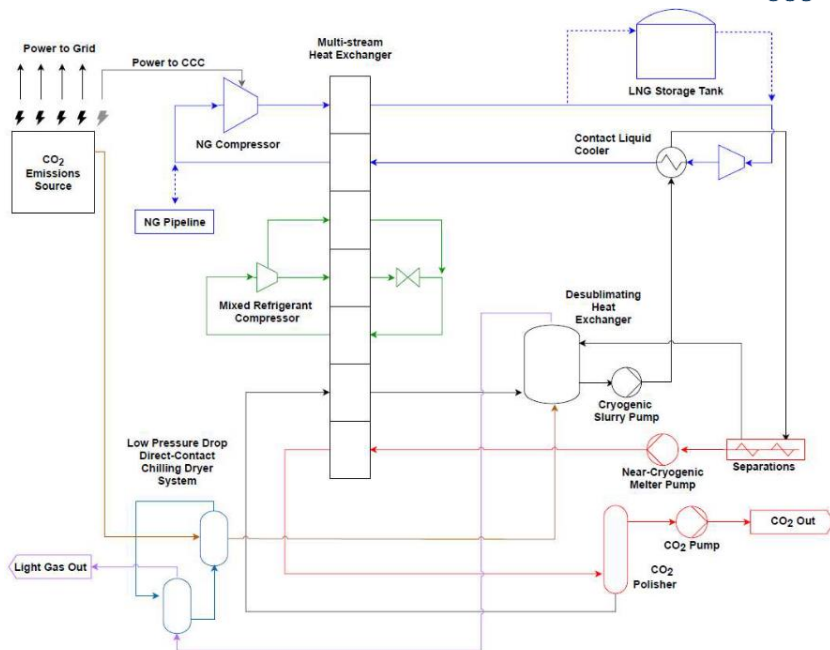 Power to Grid
Power to CCC
Multi-stream
Heat Exchanger
LNG Storage Tank
NG Compressor
Contact Liquid
Cooler
CO₂
Emissions
Source
NG Pipeline
Mixed Refrigerant
Compressor
Desublimating
Heat
Exchanger
Cryogenic
Slurry Pump
Low Pressure Drop
Direct-Contact
Chilling Dryer
System
Near-Cryogenic
Melter Pump
Separations
CO₂ Out
CO₂ Pump
Light Gas Out
CO₂
Polisher